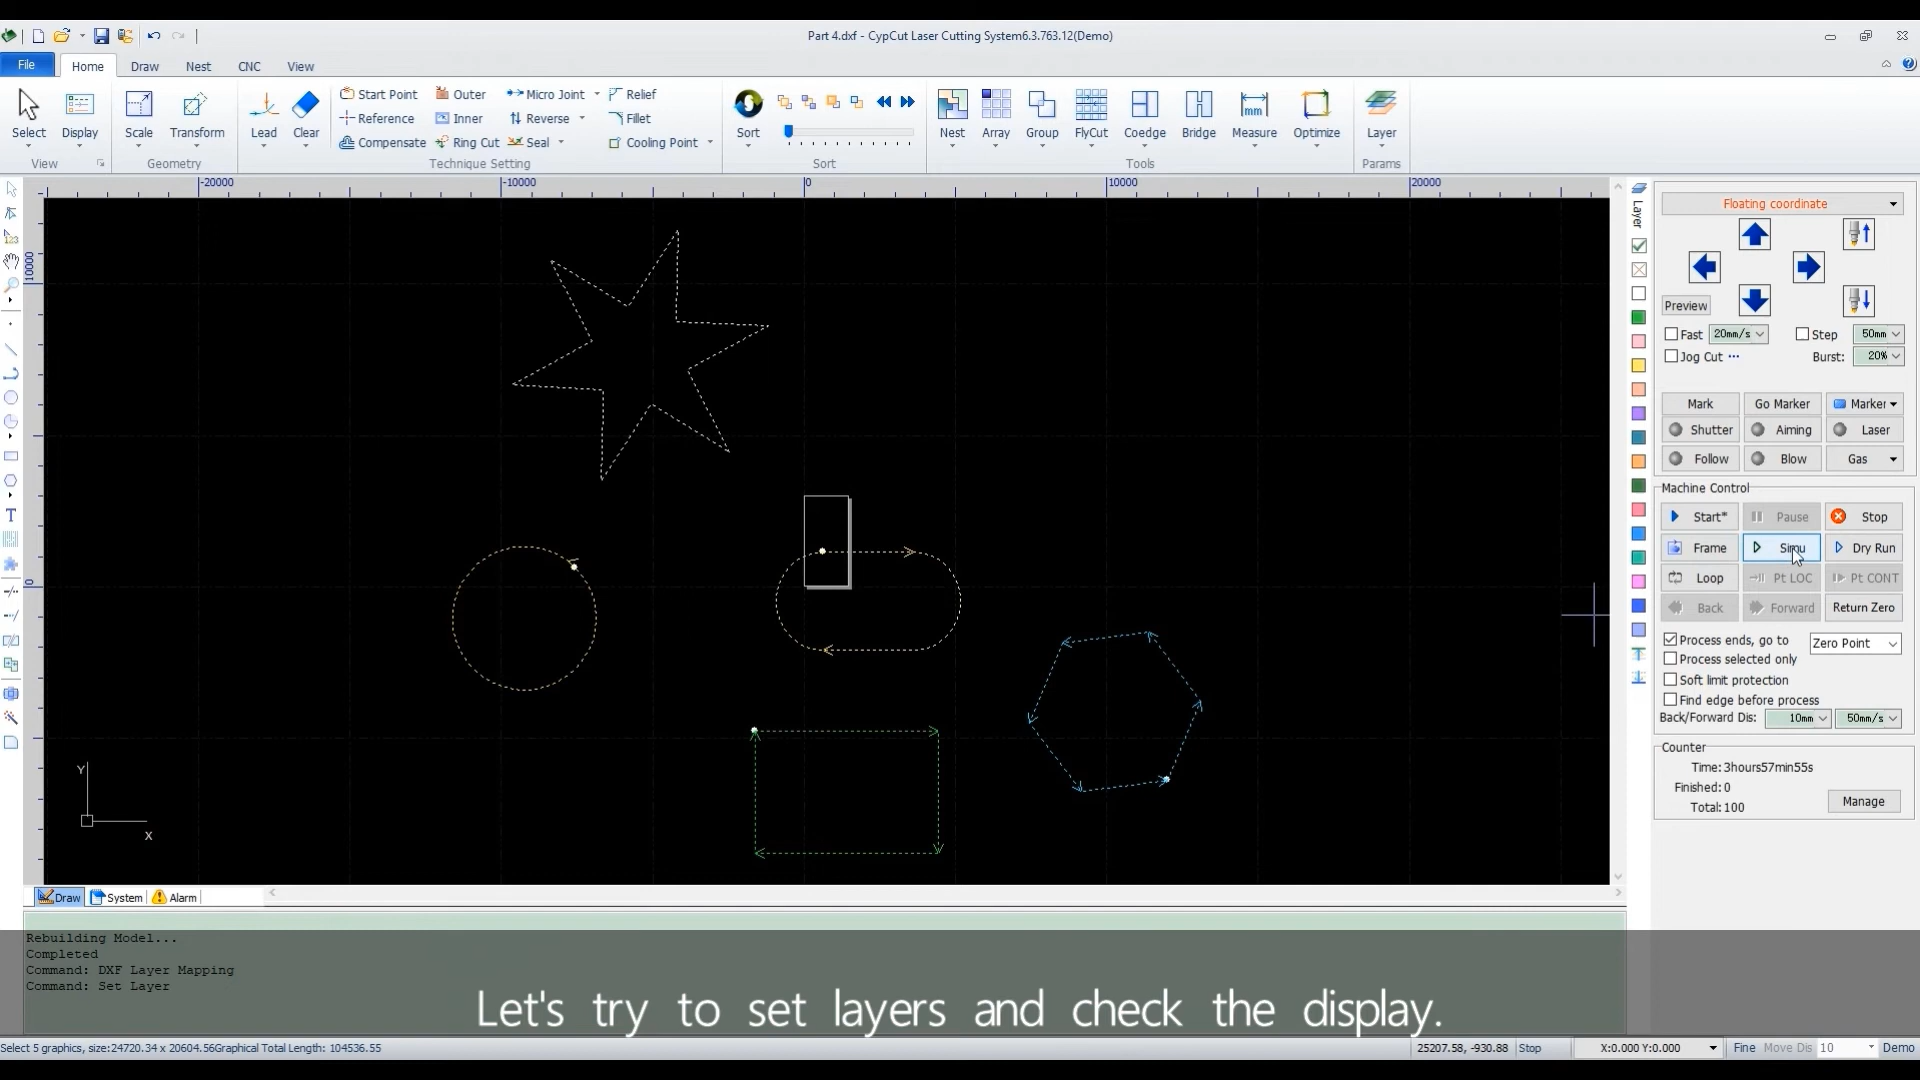 Part 4.dxf - CypCut Laser Cutting System6.3.763.12(Demo)
File Home Draw Nest CNC View
Select Display Scale Transform Lead Clear
Start Point Outer Micro Joint Relief
Reference Inner Reverse Fillet
Compensate Ring Cut Seal Cooling Point
Sort Nest Array Group FlyCut Coedge Bridge Measure Optimize Layer
View Geometry Technique Setting Sort Tools Params
-20000 -10000 0 10000 20000
10000
0
Y
X
Layer
Floating coordinate
Preview
Fast 20mm/s Step 50mm
Jog Cut Burst: 20%
Mark Go Marker Marker
Shutter Aiming Laser
Follow Blow Gas
Machine Control
Start* Pause Stop
Frame Simu Dry Run
Loop Pt LOC Pt CONT
Back Forward Return Zero
Process ends, go to Zero Point
Process selected only
Soft limit protection
Find edge before process
Back/Forward Dis: 10mm 50mm/s
Counter
Time: 3hours57min55s
Finished: 0
Total: 100 Manage
Draw System Alarm
Rebuilding Model...
Completed
Command: DXF Layer Mapping
Command: Set Layer
Let's try to set layers and check the display.
Select 5 graphics, size:24720.34 x 20604.56Graphical Total Length: 104536.55
25207.58, -930.88 Stop X:0.000 Y:0.000 Fine Move Dis 10 Demo